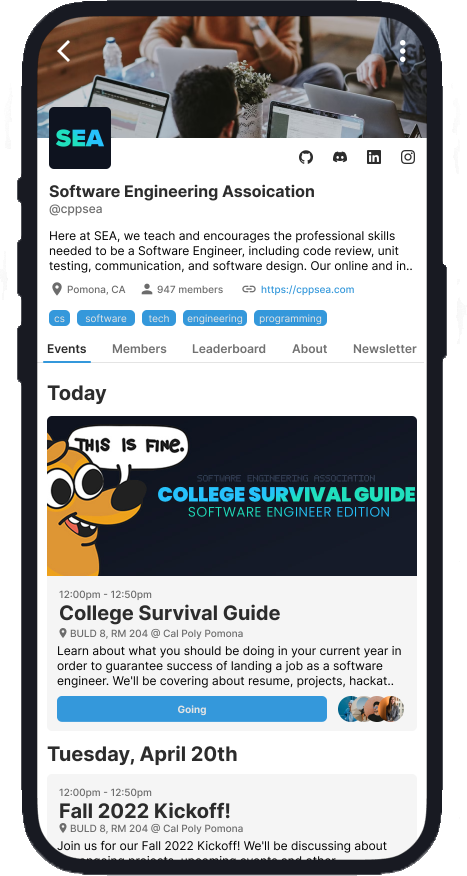 SEA
Software Engineering Assoication
@cppsea
Here at SEA, we teach and encourages the professional skills
needed to be a Software Engineer, including code review, unit
testing, communication, and software design. Our online and in..
Pomona, CA 947 members https://cppsea.com
cs software tech engineering programming
Events Members Leaderboard About Newsletter
Today
THIS IS FINE.
SOFTWARE ENGINEERING ASSOCIATION
COLLEGE SURVIVAL GUIDE
SOFTWARE ENGINEER EDITION
12:00pm - 12:50pm
College Survival Guide
BULD 8, RM 204 @ Cal Poly Pomona
Learn about what you should be doing in your current year in
order to guarantee success of landing a job as a software
engineer. We'll be covering about resume, projects, hackat..
Going
Tuesday, April 20th
12:00pm - 12:50pm
Fall 2022 Kickoff!
BULD 8, RM 204 @ Cal Poly Pomona
Join us for our Fall 2022 Kickoff! We'll be discussing about
ongoing projects, upcoming events and other